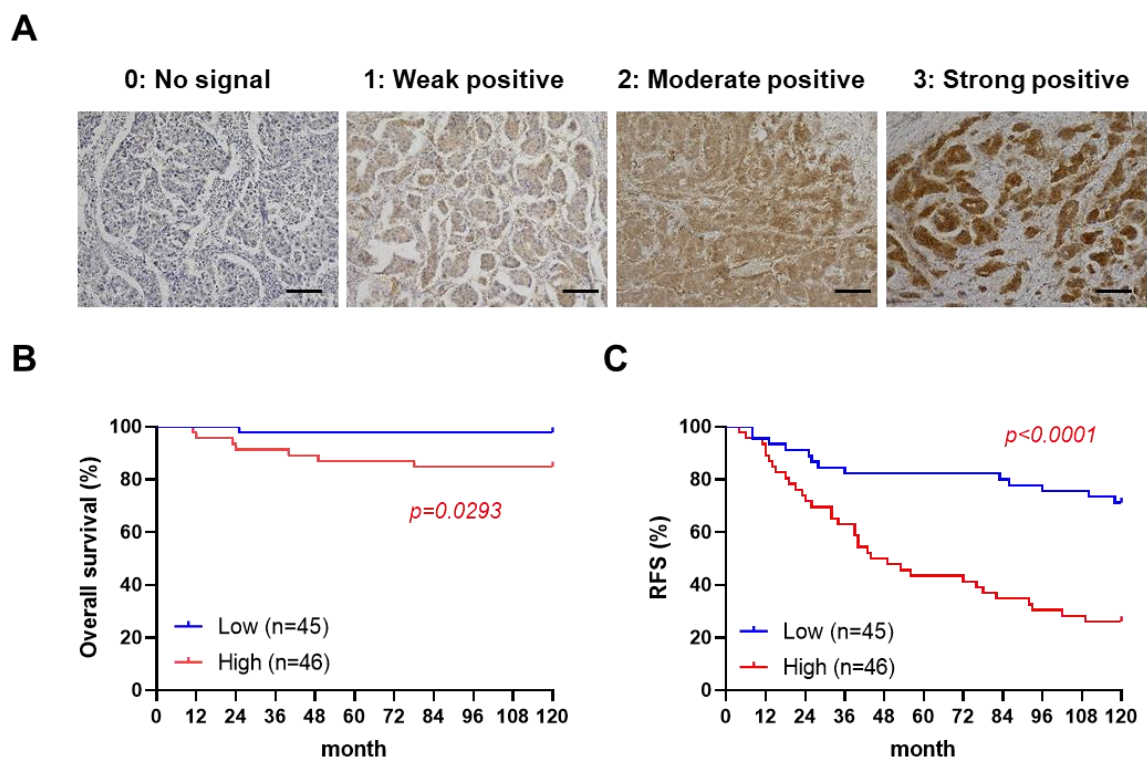 A
0: No signal
1: Weak positive
2: Moderate positive
3: Strong positive
B
Overall survival (%)
100
80
60
40
20
0
p=0.0293
Low (n=45)
High (n=46)
0 12 24 36 48 60 72 84 96 108 120
month
C
RFS (%)
100
80
60
40
20
0
p<0.0001
Low (n=45)
High (n=46)
0 12 24 36 48 60 72 84 96 108 120
month